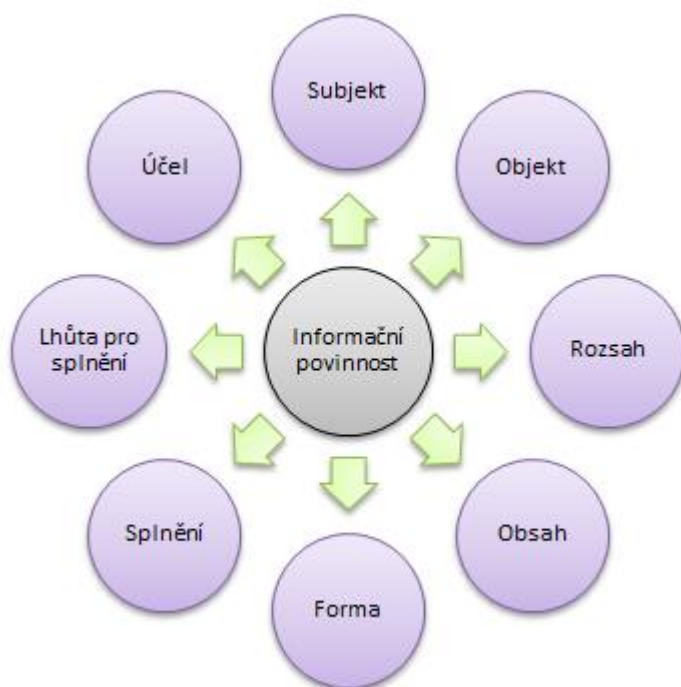 Subjekt
Účel
Objekt
Lhůta pro
splnění
Informační
povinnost
Rozsah
Splnění
Obsah
Forma